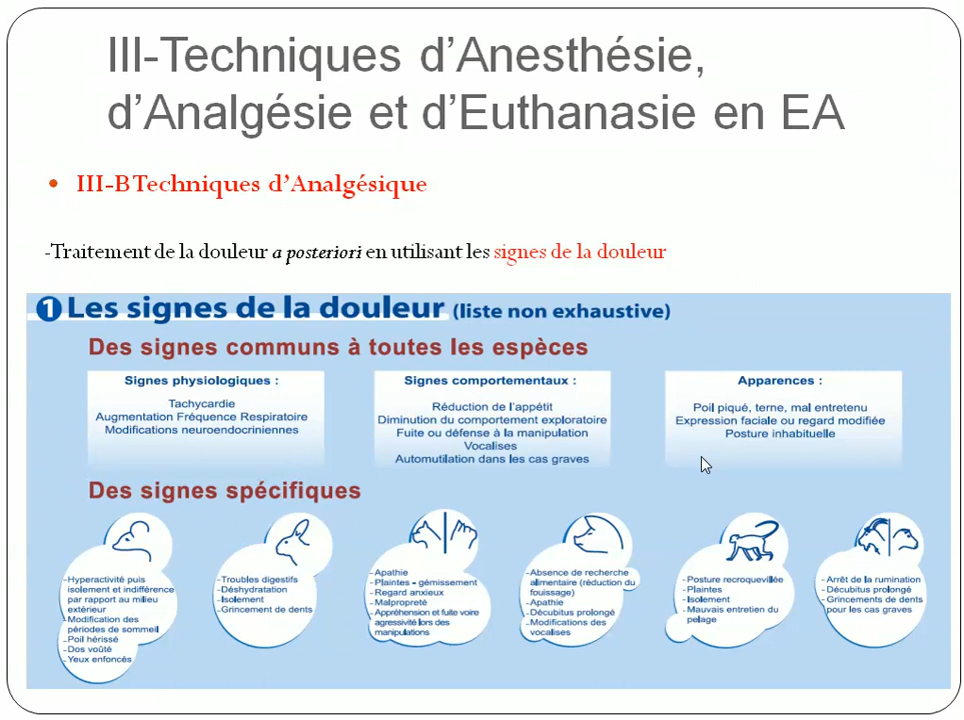 III-Techniques d’Anesthésie,
d’Analgésie et d’Euthanasie en EA
• III-B Techniques d’Analgésique
-Traitement de la douleur a posteriori en utilisant les signes de la douleur
1 Les signes de la douleur (liste non exhaustive)
Des signes communs à toutes les espèces
Signes physiologiques :
Tachycardie
Augmentation Fréquence Respiratoire
Modifications neuroendocriniennes
Signes comportementaux :
Réduction de l'appétit
Diminution du comportement exploratoire
Fuite ou défense à la manipulation
Vocalises
Automutilation dans les cas graves
Apparences :
Poil piqué, terne, mal entretenu
Expression faciale ou regard modifiée
Posture inhabituelle
Des signes spécifiques
-Hyperactivité puis
isolement et indifférence
par rapport au milieu
extérieur
-Modification des
périodes de sommeil
-Poil hérissé
-Dos voûté
-Yeux enfoncés
-Troubles digestifs
-Déshydratation
-Isolement
-Grincement de dents
-Apathie
-Plaintes - gémissement
-Regard anxieux
-Malpropreté
-Appréhension et fuite voire
agressivité lors des
manipulations
-Absence de recherche
alimentaire (réduction du
fouissage)
-Apathie
-Décubitus prolongé
-Modifications des
vocalises
-Posture recroquevillée
-Plaintes
-Isolement
-Mauvais entretien du
pelage
-Arrêt de la rumination
-Décubitus prolongé
-Grincements de dents
pour les cas graves